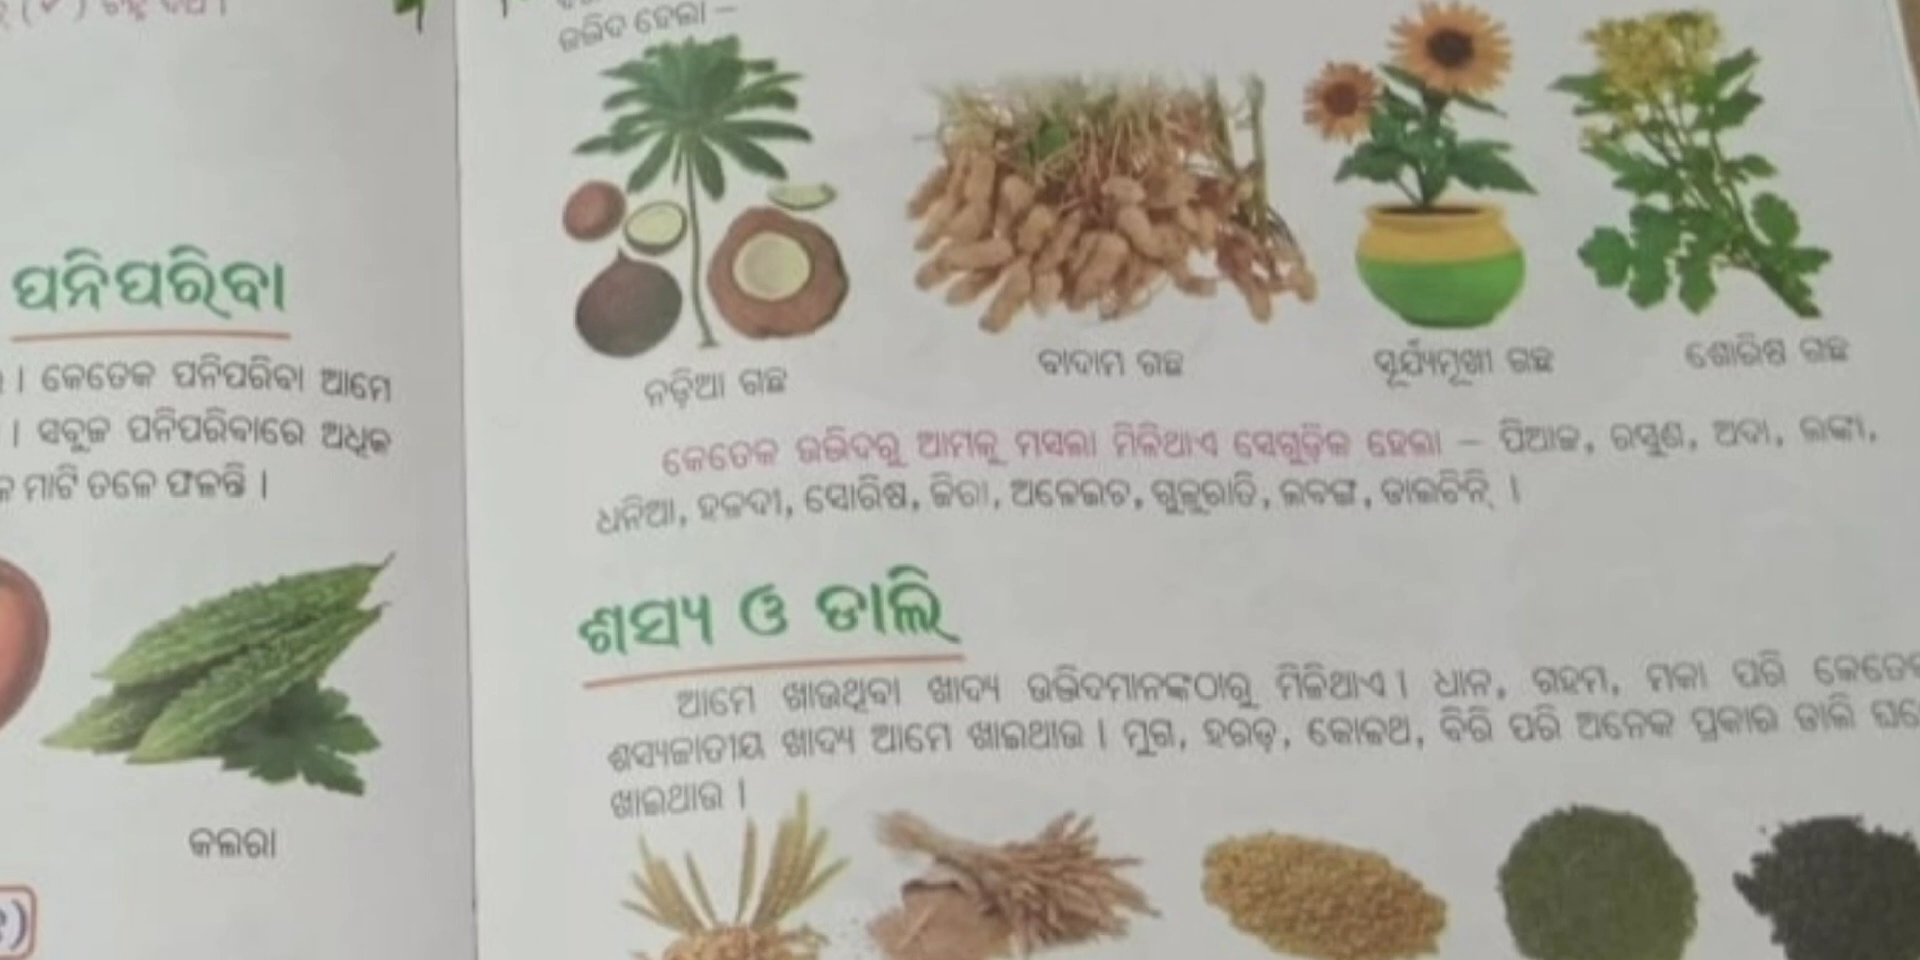 ପନିପରିବା
। କେତେକ ପନିପରିବା ଆମେ
। ସବୁଜ ପନିପରିବାରେ ଅଧିକ
ମାଟି ତଳେ ଫଳନ୍ତି ।
କଲରା
ଉଦ୍ଭିଦ ହେଲା –
ନଡ଼ିଆ ଗଛ
ବାଦାମ ଗଛ
ସୂର୍ଯ୍ୟମୁଖୀ ଗଛ
ଶୋରିଷ ଗଛ
କେତେକ ଉଦ୍ଭିଦରୁ ଆମକୁ ମସଲା ମିଳିଥାଏ ସେଗୁଡ଼ିକ ହେଲା – ପିଆଜ, ରସୁଣ, ଅଦା, ଲଙ୍କା,
ଧନିଆ, ହଳଦୀ, ସୋରିଷ, ଜିରା, ଅଳେଇଚ, ଗୁଜୁରାତି, ଲବଙ୍ଗ, ଡାଲଚିନି ।
ଶସ୍ୟ ଓ ଡାଲି
ଆମେ ଖାଉଥିବା ଖାଦ୍ୟ ଉଦ୍ଭିଦମାନଙ୍କଠାରୁ ମିଳିଥାଏ । ଧାନ, ଗହମ, ମକା ପରି କେତେକ
ଶସ୍ୟଜାତୀୟ ଖାଦ୍ୟ ଆମେ ଖାଇଥାଉ । ମୁଗ, ହରଡ଼, କୋଳଥ, ବିରି ପରି ଅନେକ ପ୍ରକାର ଡାଲି
ଖାଇଥାଉ ।